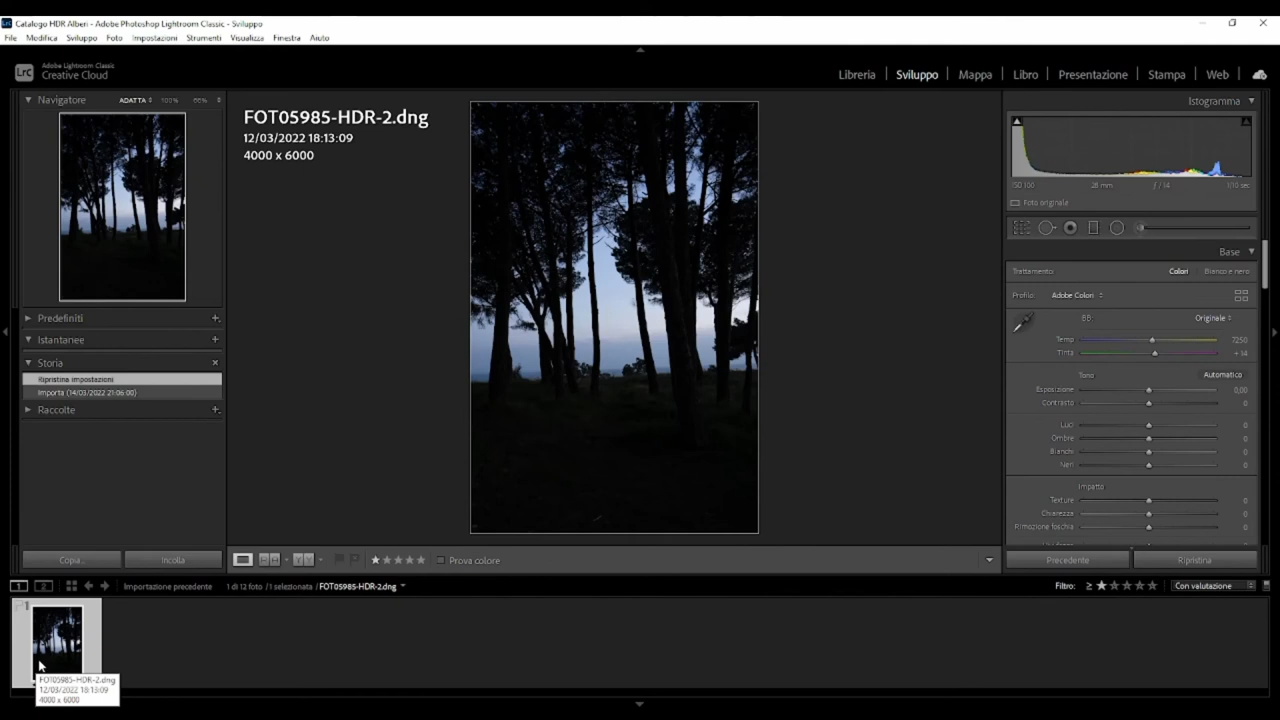 Lrc Catalogo HDR Alberi - Adobe Photoshop Lightroom Classic - Sviluppo
File Modifica Sviluppo Foto Impostazioni Strumenti Visualizza Finestra Aiuto
Lrc Adobe Lightroom Classic
Creative Cloud
Libreria Sviluppo Mappa Libro Presentazione Stampa Web
Navigatore ADATTA 100% 66%
FOT05985-HDR-2.dng
12/03/2022 18:13:09
4000 x 6000
Predefiniti
Istantanee
Storia
Ripristina impostazioni
Importa (14/03/2022 21:06:00)
Raccolte
Copia... Incolla
Prova colore
Istogramma
ISO 100 28 mm ƒ / 14 1/10 sec
Foto originale
Base
Trattamento Colori Bianco e nero
Profilo Adobe Colori
BB: Originale
Temp 7250
Tinta + 14
Tono Automatico
Esposizione 0,00
Contrasto 0
Luci 0
Ombre 0
Bianchi 0
Neri 0
Impatto
Texture 0
Chiarezza 0
Rimozione foschia 0
Precedente Ripristina
1 2 Importazione precedente 1 di 12 foto /1 selezionata /FOT05985-HDR-2.dng
Filtro: ≥ Con valutazione
1
FOT05985-HDR-2.dng
12/03/2022 18:13:09
4000 x 6000